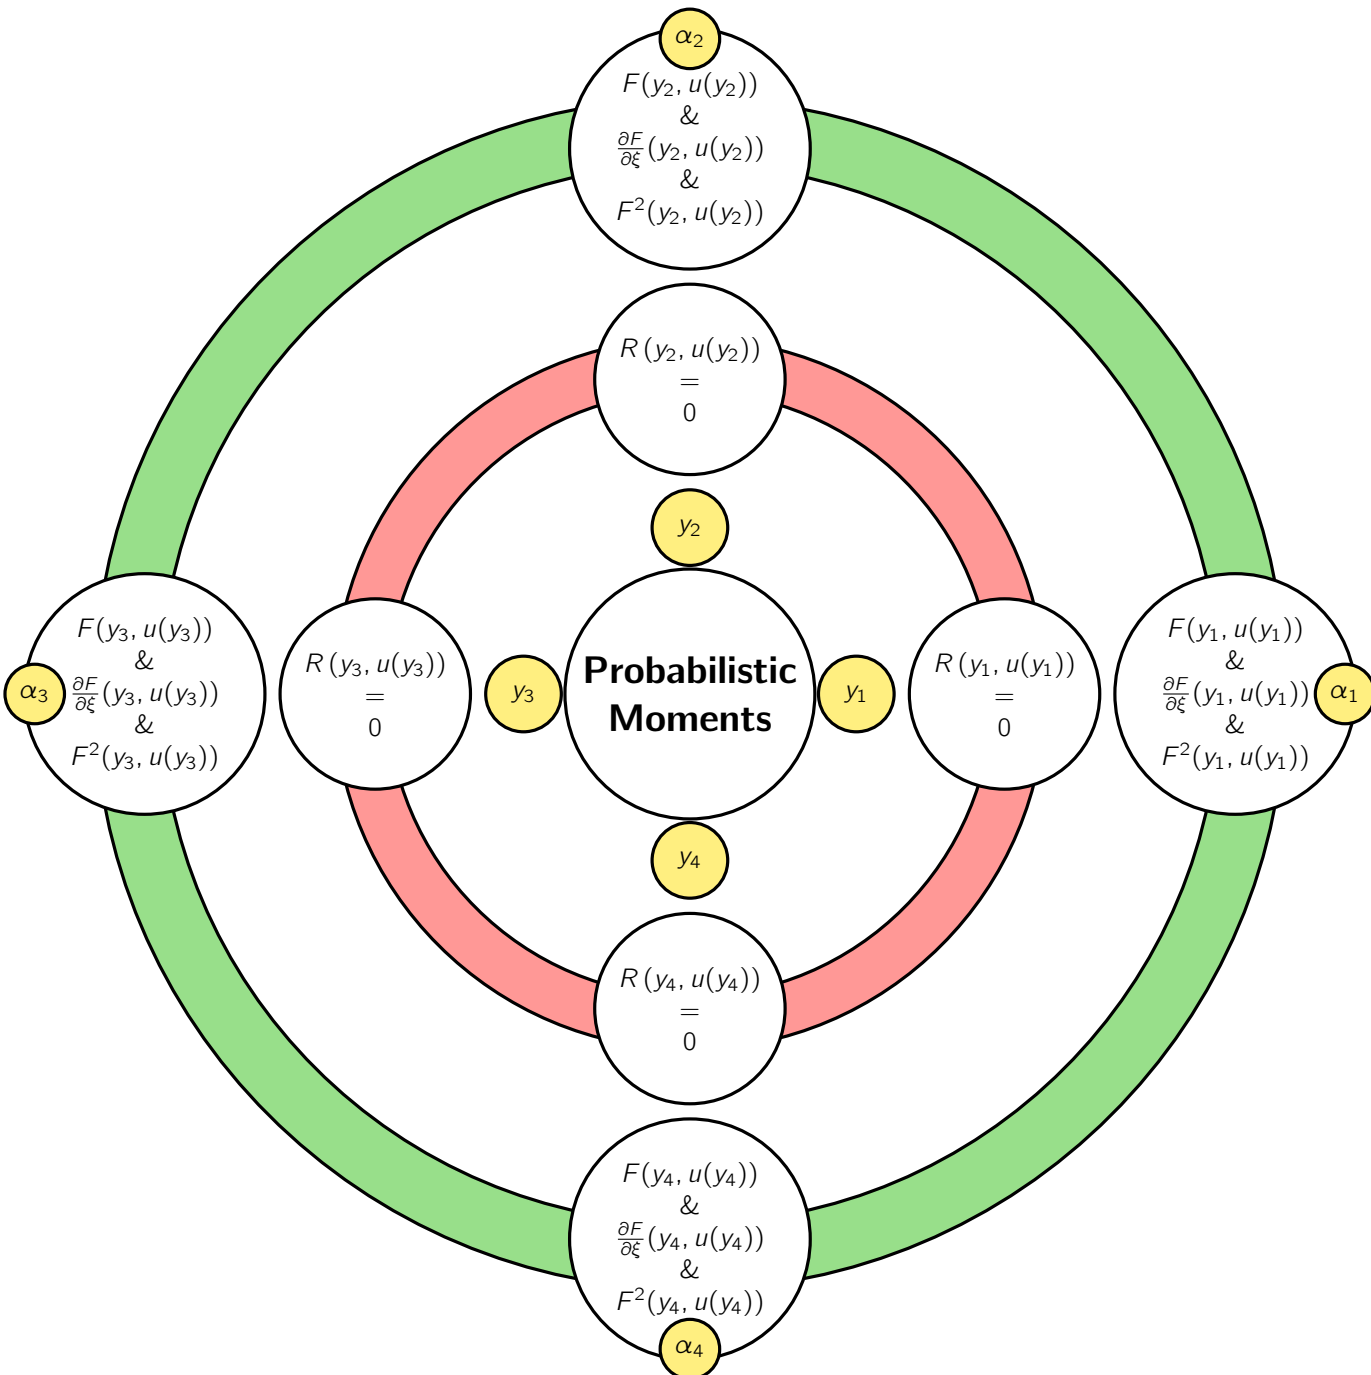 α₂
F(y₂, u(y₂))
&
∂F/∂ξ(y₂, u(y₂))
&
F²(y₂, u(y₂))
R(y₂, u(y₂))
=
0
y₂
α₃
F(y₃, u(y₃))
&
∂F/∂ξ(y₃, u(y₃))
&
F²(y₃, u(y₃))
R(y₃, u(y₃))
=
0
y₃
Probabilistic
Moments
y₁
R(y₁, u(y₁))
=
0
F(y₁, u(y₁))
&
∂F/∂ξ(y₁, u(y₁))
&
F²(y₁, u(y₁))
α₁
y₄
R(y₄, u(y₄))
=
0
F(y₄, u(y₄))
&
∂F/∂ξ(y₄, u(y₄))
&
F²(y₄, u(y₄))
α₄